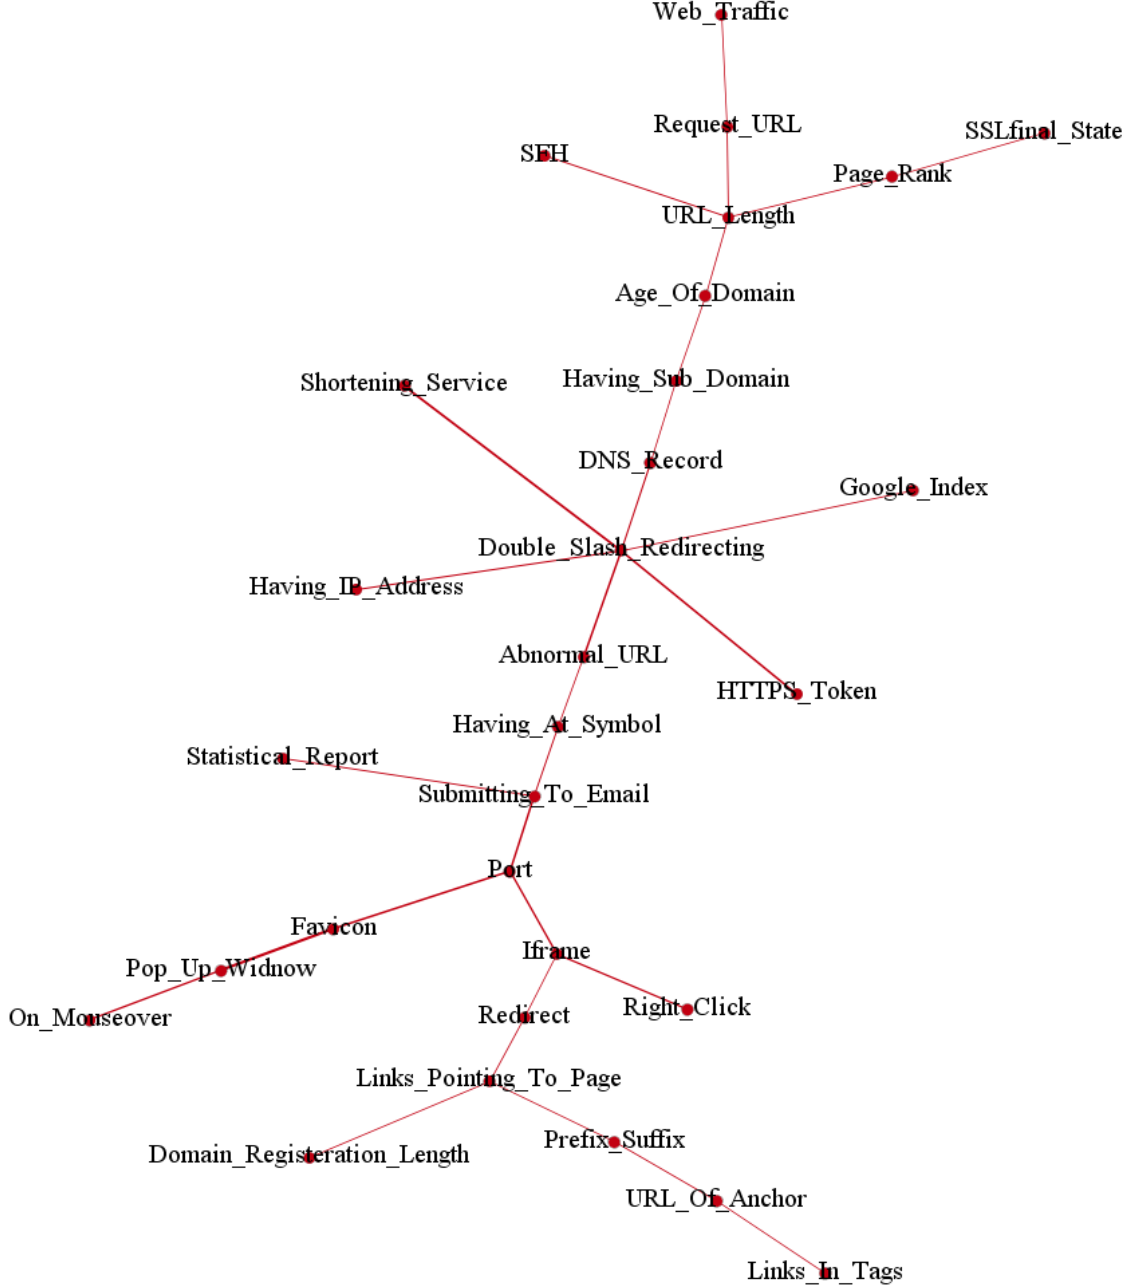 Web_Traffic
Request_URL
SSLfinal_State
SFH
Page_Rank
URL_Length
Age_Of_Domain
Having_Sub_Domain
Shortening_Service
DNS_Record
Google_Index
Double_Slash_Redirecting
Having_IP_Address
Abnormal_URL
HTTPS_Token
Having_At_Symbol
Statistical_Report
Submitting_To_Email
Port
Favicon
Iframe
Pop_Up_Widnow
Right_Click
Redirect
On_Mouseover
Links_Pointing_To_Page
Prefix_Suffix
Domain_Registeration_Length
URL_Of_Anchor
Links_In_Tags